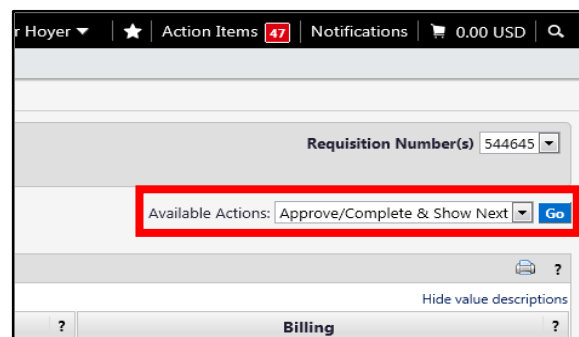 r Hoyer Action Items 47 Notifications 0.00 USD
Requisition Number(s) 544645
Available Actions: Approve/Complete & Show Next Go
?
Hide value descriptions
? Billing ?